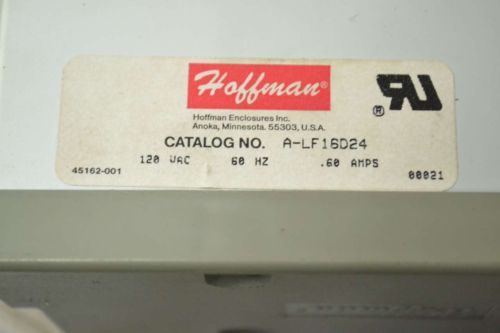 Hoffman®
Hoffman Enclosures Inc.
Anoka, Minnesota. 55303, U.S.A.
CATALOG NO. A-LF16D24
120 VAC 60 HZ .60 AMPS
45162-001 00021